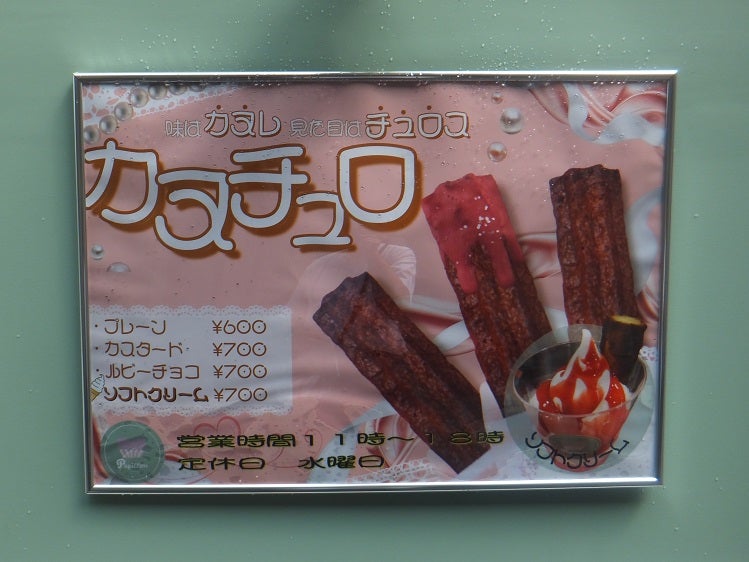 味は カヌレ 見た目は チュロス
カヌチュロ
・プレーン ¥600
・カスタード ¥700
・ルビーチョコ ¥700
ソフトクリーム ¥700
営業時間11時～18時
定休日 水曜日
ソフトクリーム
Papillon